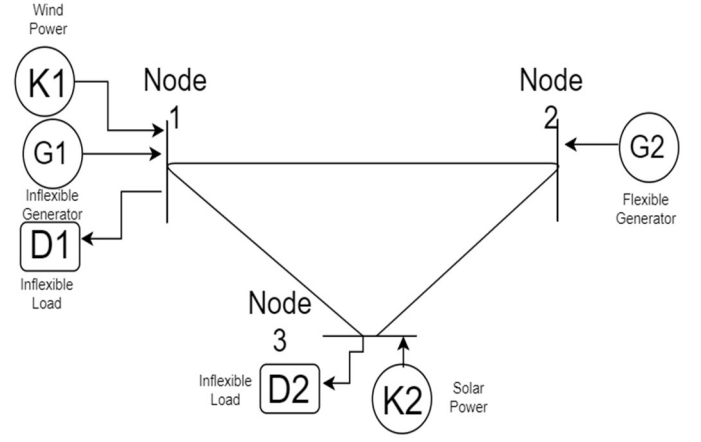 Wind
Power
K1
Node
1
Node
2
G1
G2
Inflexible
Generator
Flexible
Generator
D1
Inflexible
Load
Node
3
Inflexible
Load
D2
K2
Solar
Power